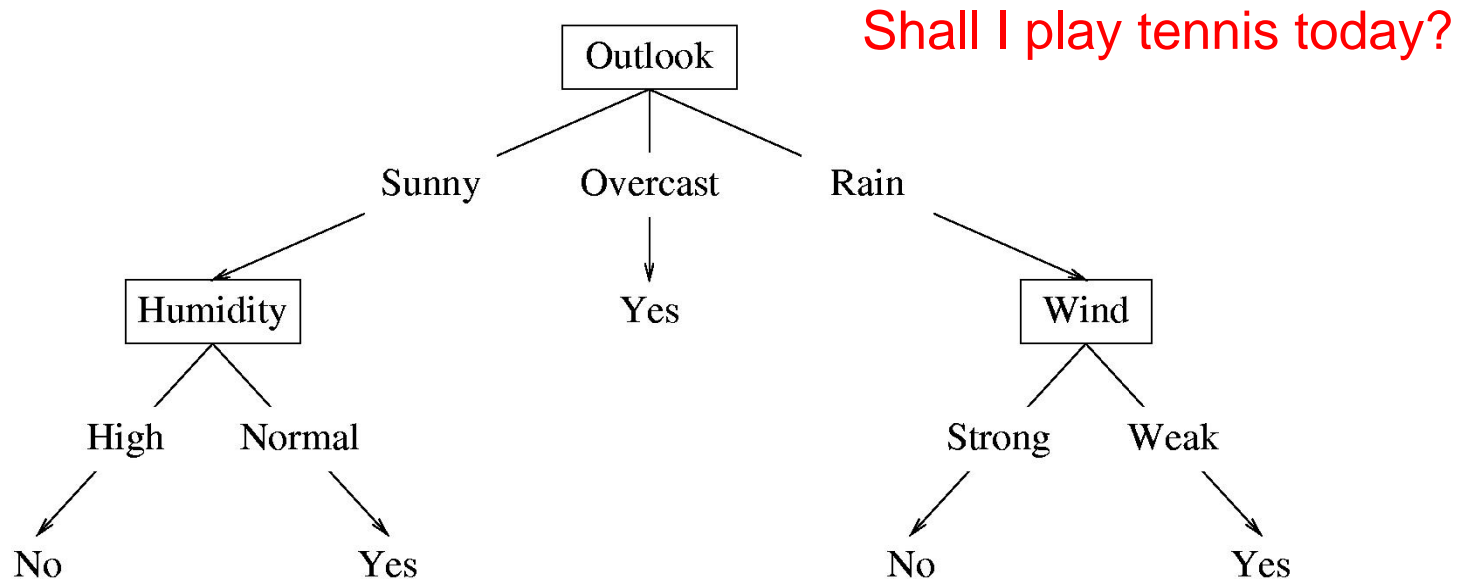 Shall I play tennis today?
Outlook
Sunny Overcast Rain
Humidity Yes Wind
High Normal Strong Weak
No Yes No Yes